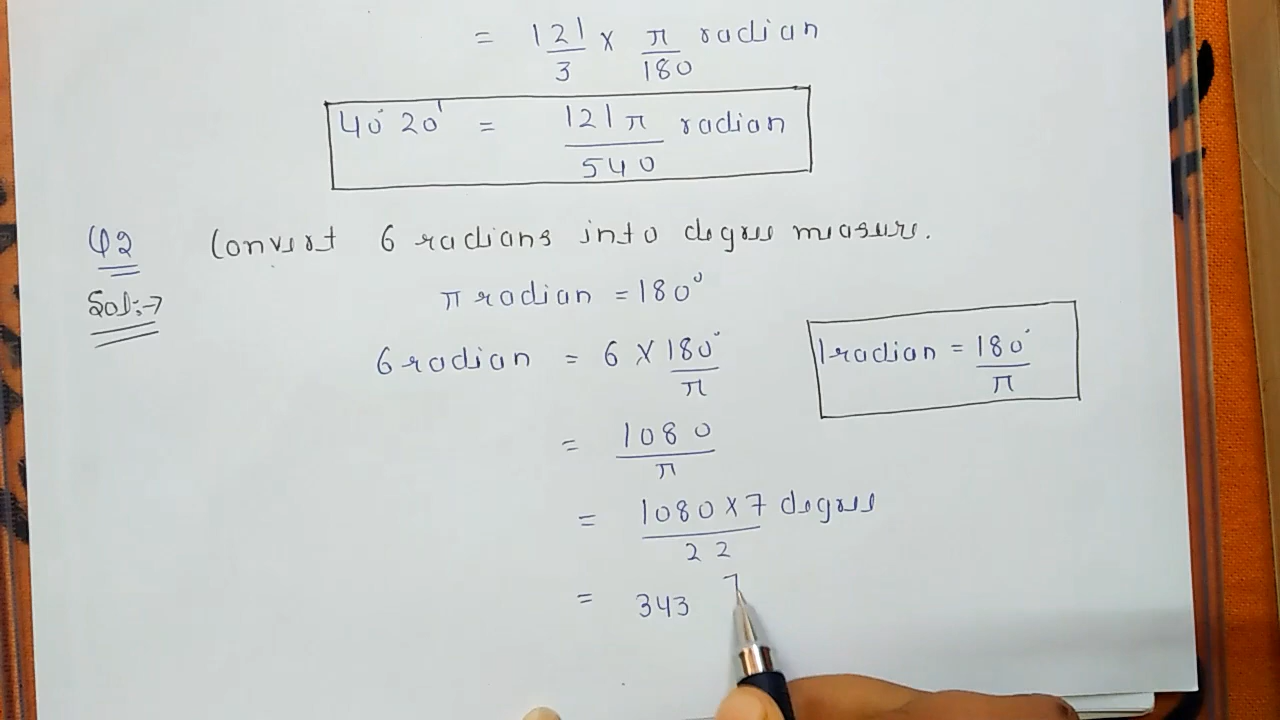 = 121/3 × π/180 radian
40° 20' = 121π/540 radian
Q2 Convert 6 radians into degree measure.
Sol:→ π radian = 180°
6 radian = 6 × 180°/π
1 radian = 180°/π
= 1080/π
= 1080×7/22 degree
= 343 7